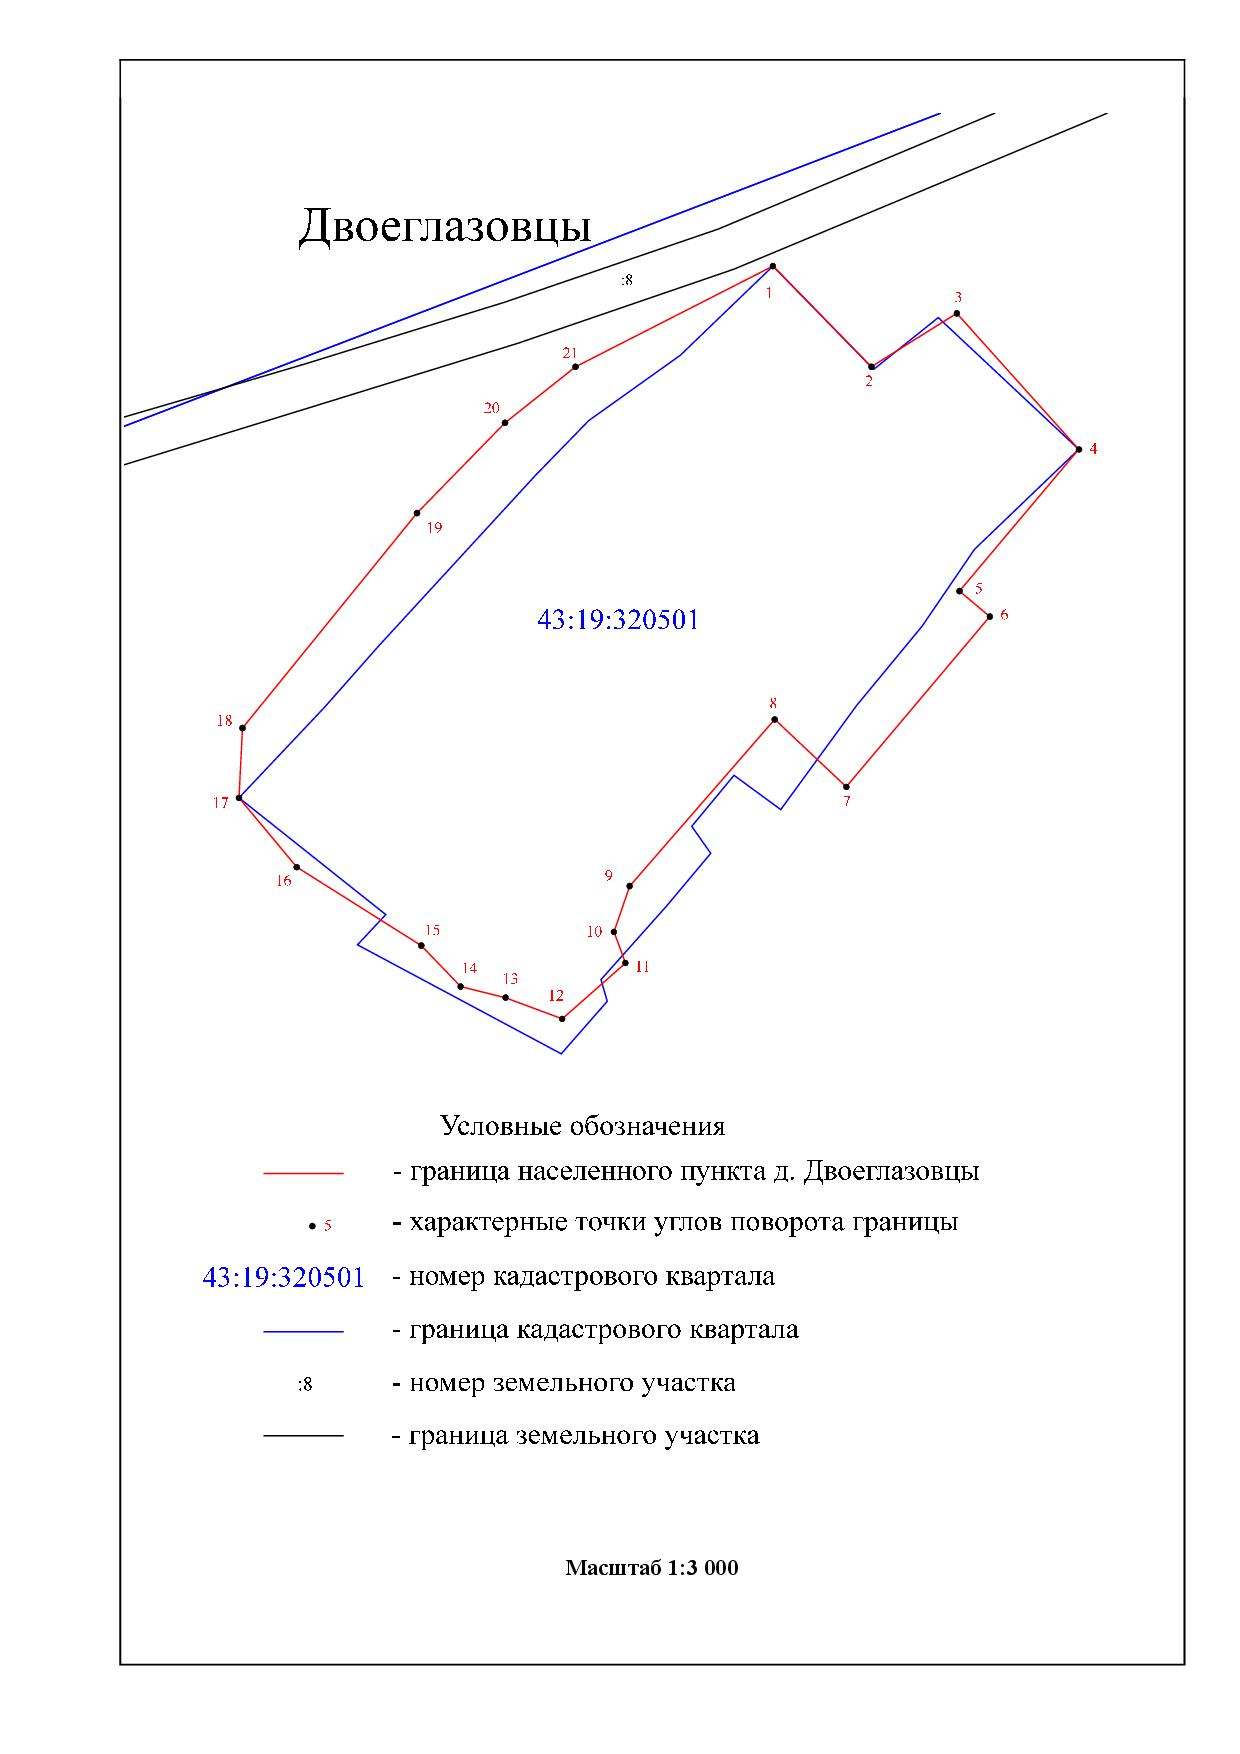 Двоеглазовцы
:8
1
3
21
2
20
4
19
43:19:320501
5
6
8
18
7
17
9
16
15
10
11
14
13
12
Условные обозначения
- граница населенного пункта д. Двоеглазовцы
5 - характерные точки углов поворота границы
43:19:320501 - номер кадастрового квартала
- граница кадастрового квартала
:8 - номер земельного участка
- граница земельного участка
Масштаб 1:3 000